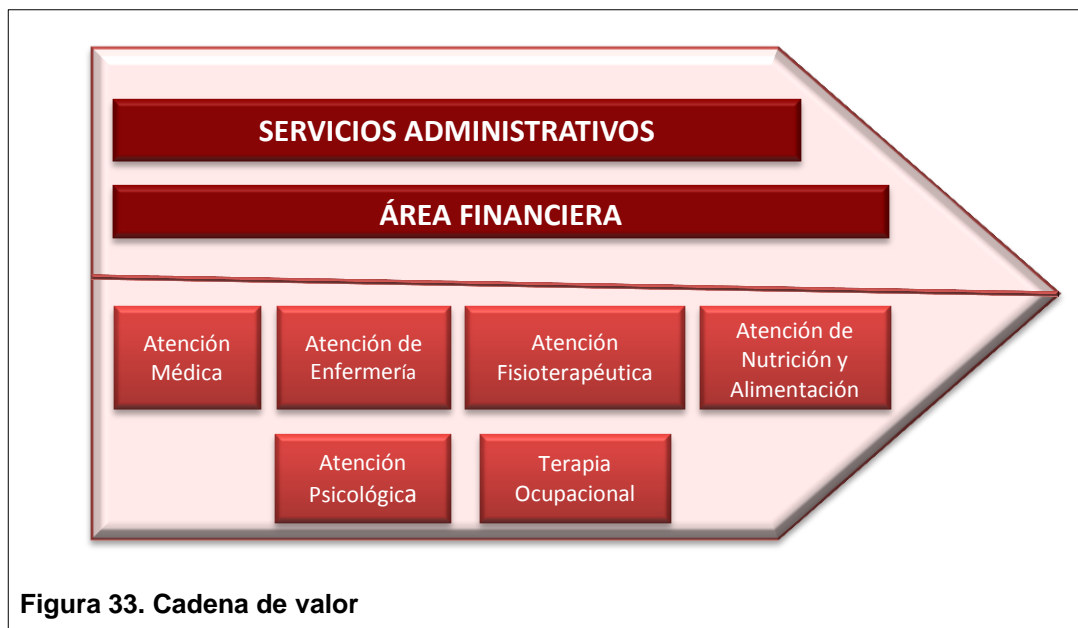 SERVICIOS ADMINISTRATIVOS
ÁREA FINANCIERA
Atención
Médica
Atención de
Enfermería
Atención
Fisioterapéutica
Atención de
Nutrición y
Alimentación
Atención
Psicológica
Terapia
Ocupacional
Figura 33. Cadena de valor